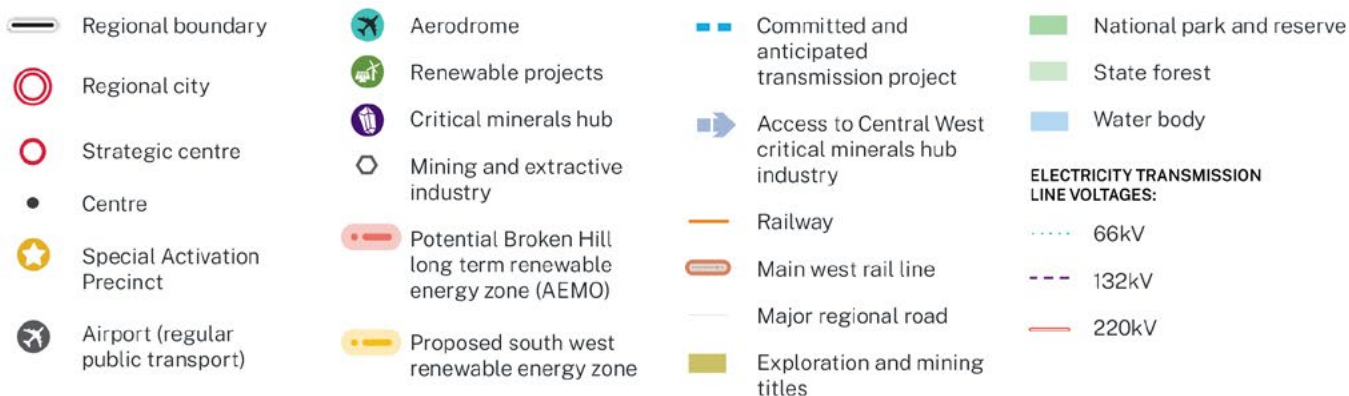 Regional boundary
Regional city
Strategic centre
Centre
Special Activation
Precinct
Airport (regular
public transport)
Aerodrome
Renewable projects
Critical minerals hub
Mining and extractive
industry
Potential Broken Hill
long term renewable
energy zone (AEMO)
Proposed south west
renewable energy zone
Committed and
anticipated
transmission project
Access to Central West
critical minerals hub
industry
Railway
Main west rail line
Major regional road
Exploration and mining
titles
National park and reserve
State forest
Water body
ELECTRICITY TRANSMISSION
LINE VOLTAGES:
66kV
132kV
220kV